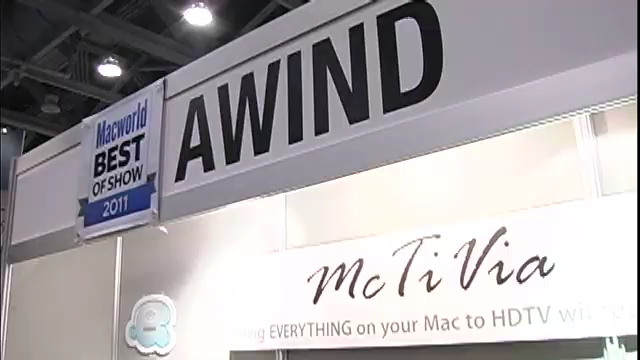 AWIND
Macworld
BEST
OF SHOW
2011
McTiVia
EVERYTHING on your Mac to HDTV